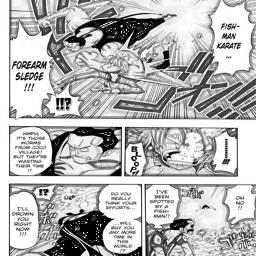 FISH-
MAN
KARATE
...
FOREARM
SLEDGE
!!!
!!?
HMPH,
IT'S THOSE
WORMS
FROM COCO
VILLAGE!
BUT THEY'RE
WASTING
THEIR TIME
OH
NO!!
I'VE
BEEN
SPOTTED
BY A
FISH-
MAN!!
DO YOU
REALLY
THINK YOUR
EFFORTS...
...WILL
BUY YOU
ANY MORE
TIME IN
THIS
WORLD
!?
!?
I'LL
DROWN
YOU
RIGHT
NOW !!!